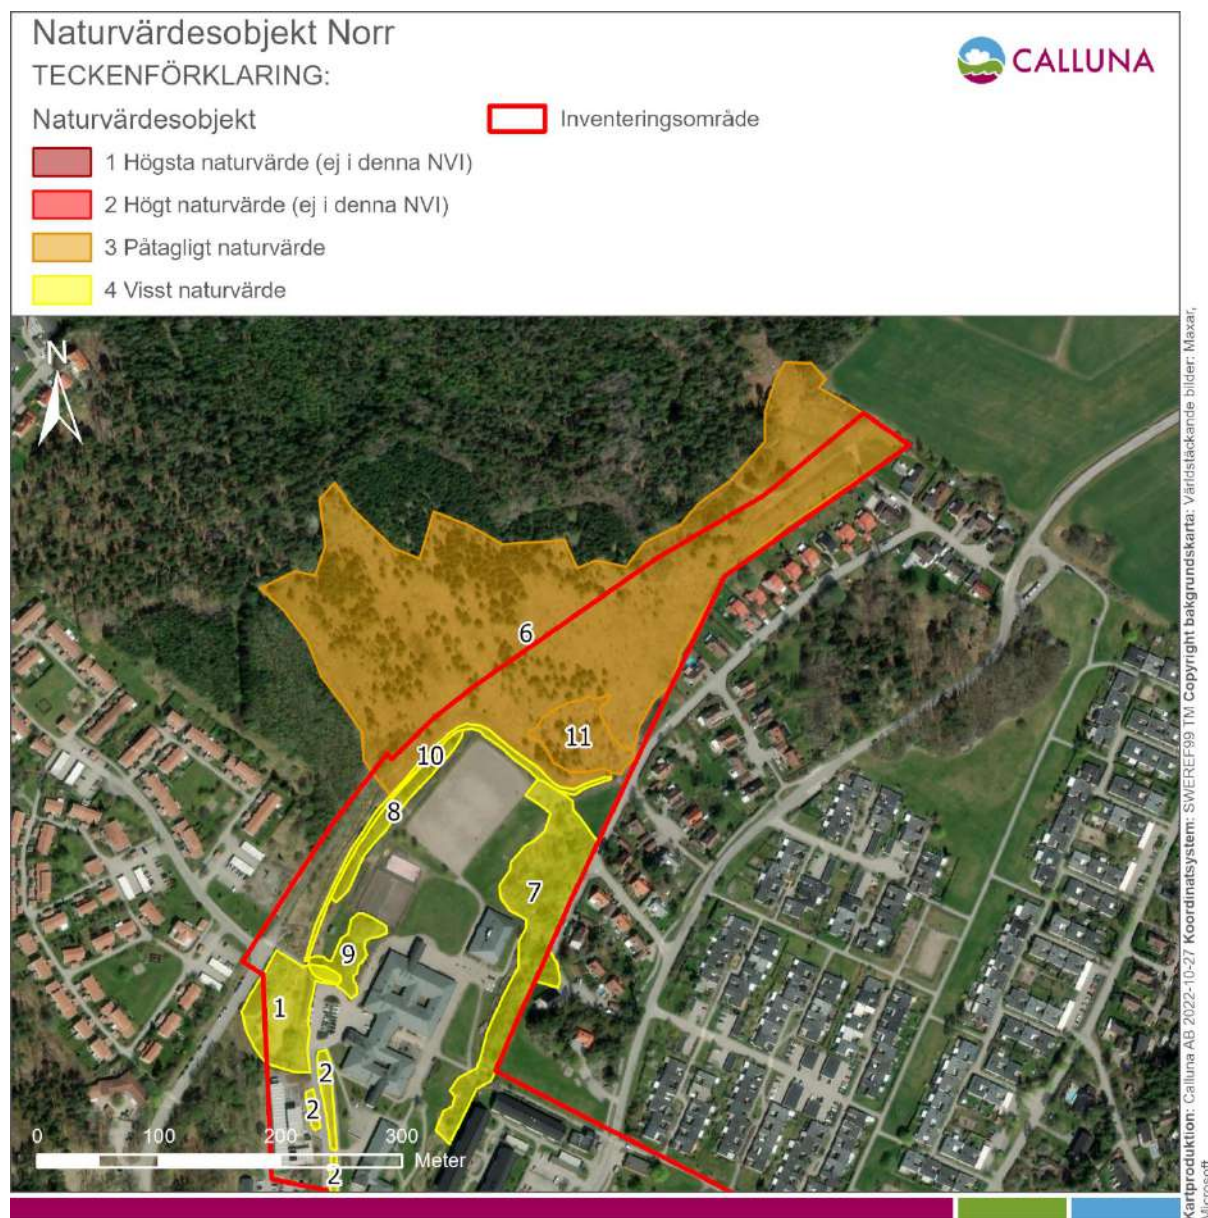 Naturvärdesobjekt Norr
TECKENFÖRKLARING:
CALLUNA
Naturvärdesobjekt
Inventeringsområde
1 Högsta naturvärde (ej i denna NVI)
2 Högt naturvärde (ej i denna NVI)
3 Påtagligt naturvärde
4 Visst naturvärde
N
6
11
10
8
7
9
1
2
2
0 100 200 300
Meter
2
Kartproduktion: Calluna AB 2022-10-27 Koordinatsystem: SWEREF99 TM Copyright bakgrundskarta: Världstäckande bilder: Maxar,
Microsoft